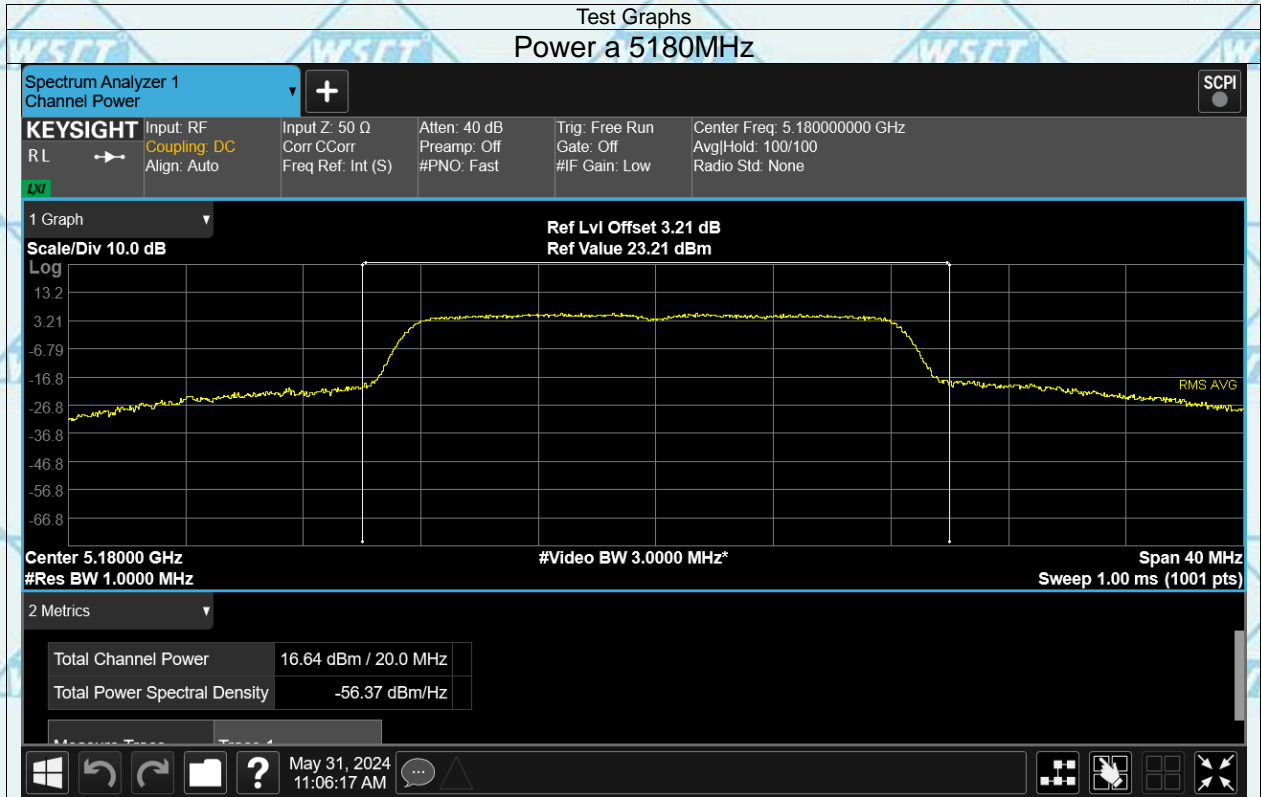 Test Graphs
Power a 5180MHz
Spectrum Analyzer 1
Channel Power
SCPI
KEYSIGHT
RL
LXI
Input: RF
Coupling: DC
Align: Auto
Input Z: 50 Ω
Corr CCorr
Freq Ref: Int (S)
Atten: 40 dB
Preamp: Off
#PNO: Fast
Trig: Free Run
Gate: Off
#IF Gain: Low
Center Freq: 5.180000000 GHz
Avg|Hold: 100/100
Radio Std: None
1 Graph
Scale/Div 10.0 dB
Ref Lvl Offset 3.21 dB
Ref Value 23.21 dBm
Log
13.2
3.21
-6.79
-16.8
-26.8
-36.8
-46.8
-56.8
-66.8
RMS AVG
Center 5.18000 GHz
#Video BW 3.0000 MHz*
Span 40 MHz
#Res BW 1.0000 MHz
Sweep 1.00 ms (1001 pts)
2 Metrics
Total Channel Power 16.64 dBm / 20.0 MHz
Total Power Spectral Density -56.37 dBm/Hz
Measure Trace Trace 1
May 31, 2024
11:06:17 AM
WSCT
WSCT
WSCT